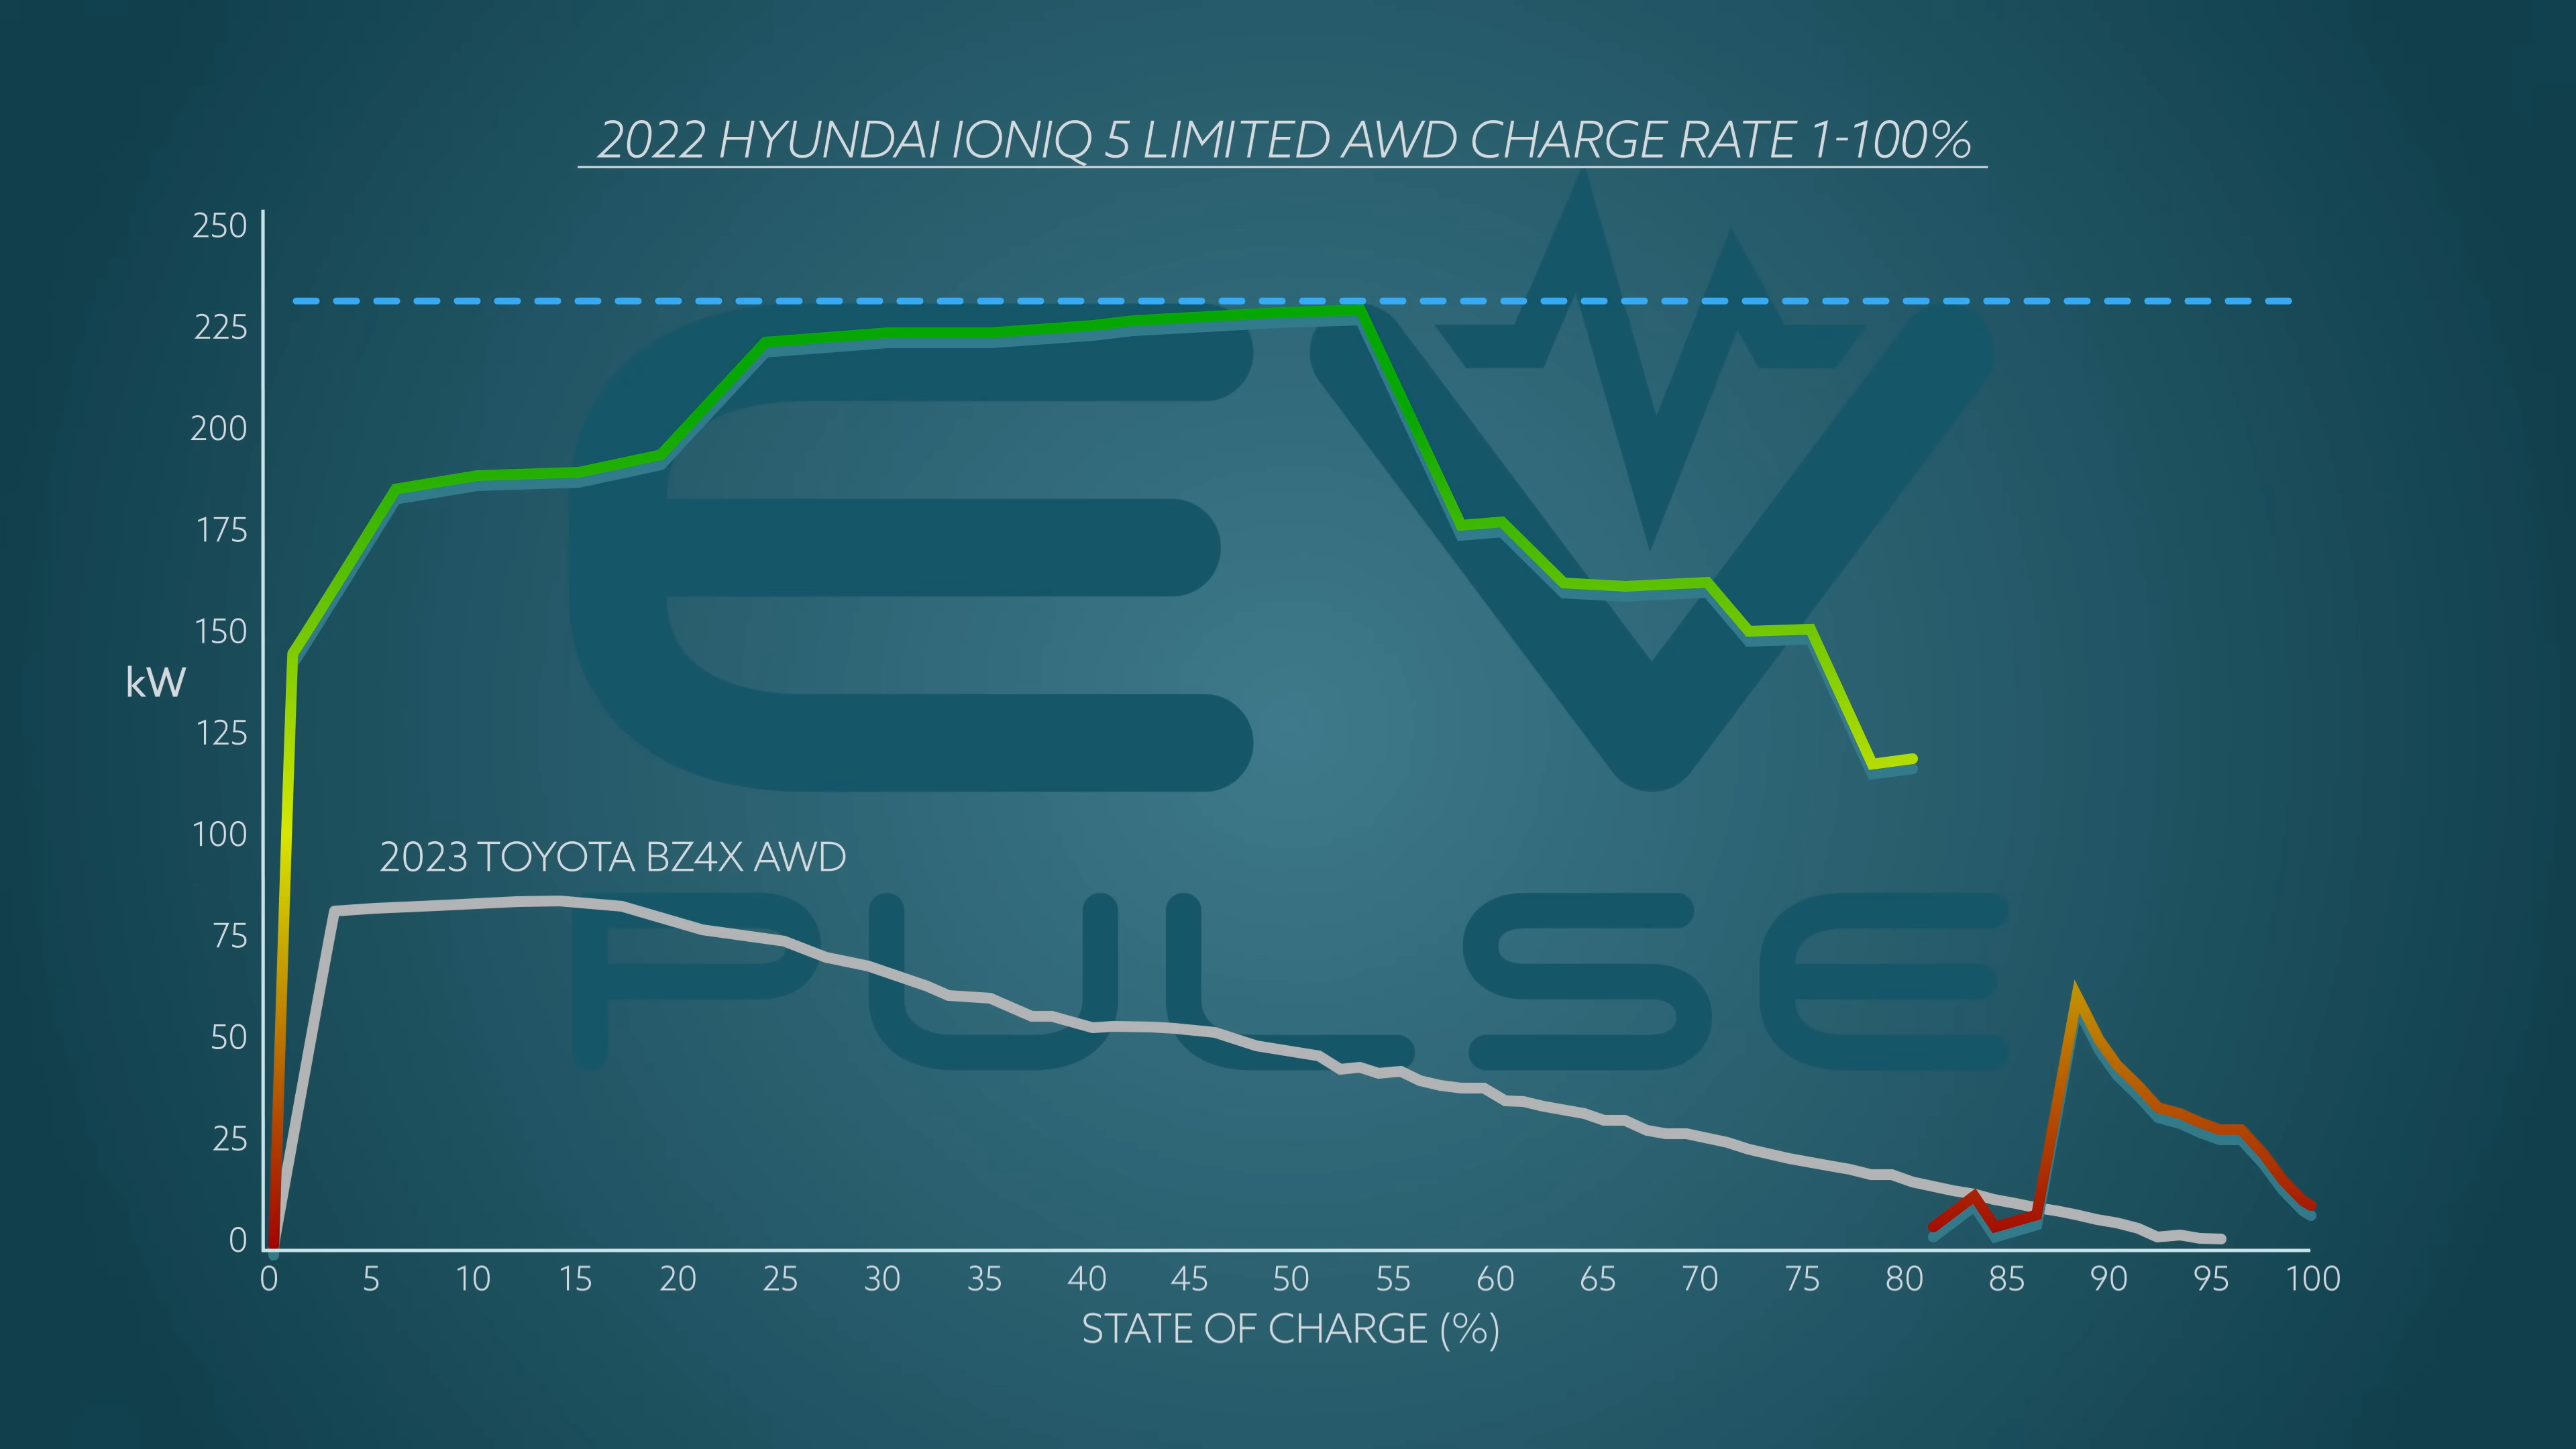 2022 HYUNDAI IONIQ 5 LIMITED AWD CHARGE RATE 1-100%
250
225
200
175
150
kW
125
100
2023 TOYOTA BZ4X AWD
75
50
25
0
0 5 10 15 20 25 30 35 40 45 50 55 60 65 70 75 80 85 90 95 100
STATE OF CHARGE (%)
EV
PULSE